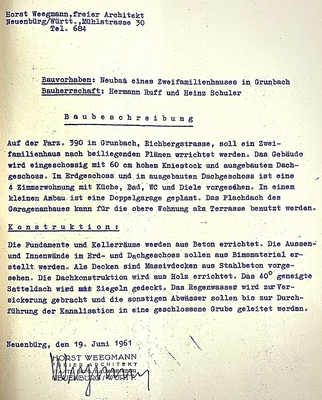 Horst Weegmann,freier Architekt
Neuenbürg/Württ.,Mühlstrasse 30
Tel. 684
Bauvorhaben: Neubau eines Zweifamilienhauses in Grunbach
Bauherrschaft: Hermann Ruff und Heinz Schuler
Baubeschreibung
Auf der Parz. 390 in Grunbach, Eichbergstrasse, soll ein Zwei-
familienhaus nach beiliegenden Plänen errichtet werden. Das Gebäude
wird eingeschossig mit 60 cm hohem Kniestock und ausgebautem Dachge-
schoss. Im Erdgeschoss und im ausgebauten Dachgeschoss ist eine
4 Zimmerwohnung mit Küche, Bad, WC und Diele vorgesehen. In einem
kleinen Anbau ist eine Doppelgarage geplant. Das Flachdach des
Garagenanbaues kann für die obere Wohnung als Terrasse benutzt werden.
Konstruktion:
Die Fundamente und Kellerräume werden aus Beton errichtet. Die Aussen-
und Innenwände im Erd- und Dachgeschoss sollen aus Bimsmaterial er-
stellt werden. Als Decken sind Massivdecken aus Stahlbeton vorge-
sehen. Die Dachkonstruktion wird aus Holz errichtet. Das 40° geneigte
Satteldach wird mit Ziegeln gedeckt. Das Regenwasser wird zur Ver-
sickerung gebracht und die sonstigen Abwässer sollen bis zur Durch-
führung der Kanalisation in eine geschlossene Grube geleitet werden.
Neuenbürg, den 19. Juni 1961
HORST WEEGMANN
FREIER ARCHITEKT
NEUENBÜRG/WÜRTT.